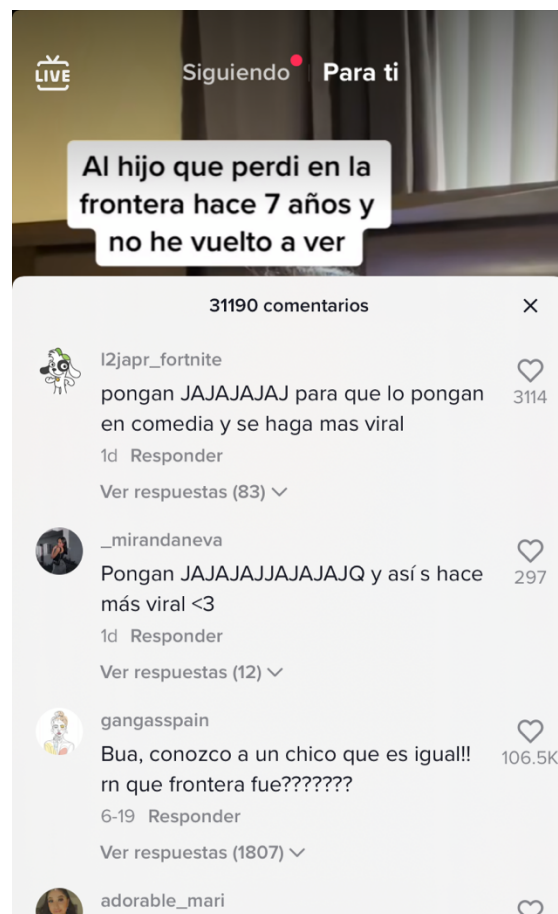 LIVE
Siguiendo
Para ti
Al hijo que perdi en la
frontera hace 7 años y
no he vuelto a ver
31190 comentarios
l2japr_fortnite
pongan JAJAJAJAJ para que lo pongan
en comedia y se haga mas viral
3114
1d Responder
Ver respuestas (83)
_mirandaneva
Pongan JAJAJAJJAJAJAJQ y así s hace
más viral <3
297
1d Responder
Ver respuestas (12)
gangasspain
Bua, conozco a un chico que es igual!!
rn que frontera fue???????
106.5K
6-19 Responder
Ver respuestas (1807)
adorable_mari